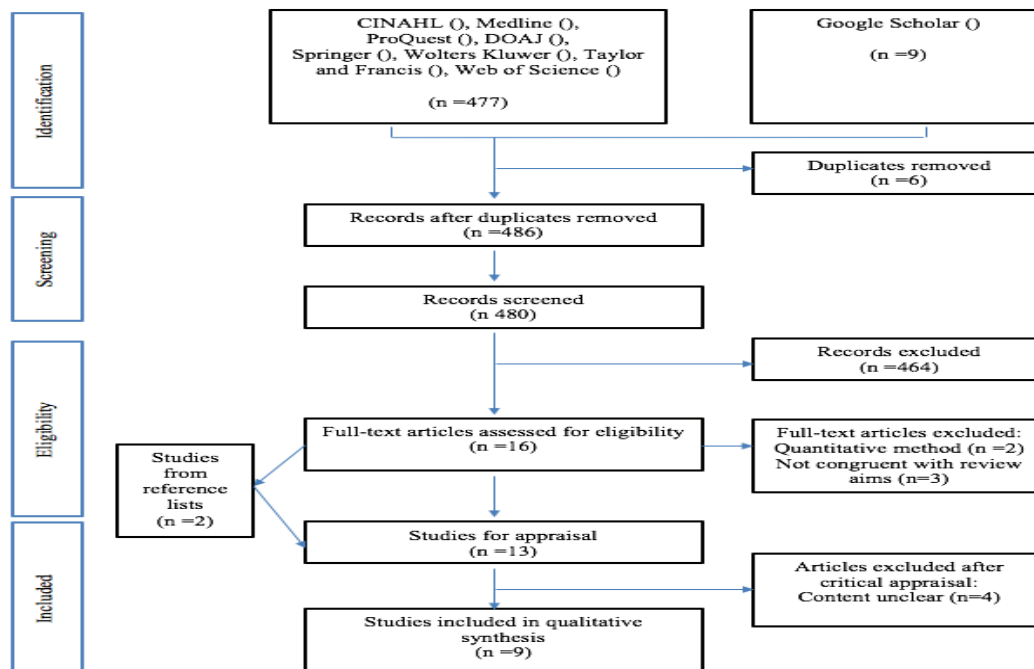 Identification
CINAHL (), Medline (),
ProQuest (), DOAJ (),
Springer (), Wolters Kluwer (), Taylor
and Francis (), Web of Science ()
(n =477)
Google Scholar ()
(n =9)
Duplicates removed
(n =6)
Screening
Records after duplicates removed
(n =486)
Records screened
(n 480)
Eligibility
Records excluded
(n =464)
Full-text articles assessed for eligibility
(n =16)
Full-text articles excluded:
Quantitative method (n =2)
Not congruent with review
aims (n=3)
Studies
from
reference
lists
(n =2)
Included
Studies for appraisal
(n =13)
Articles excluded after
critical appraisal:
Content unclear (n=4)
Studies included in qualitative
synthesis
(n =9)